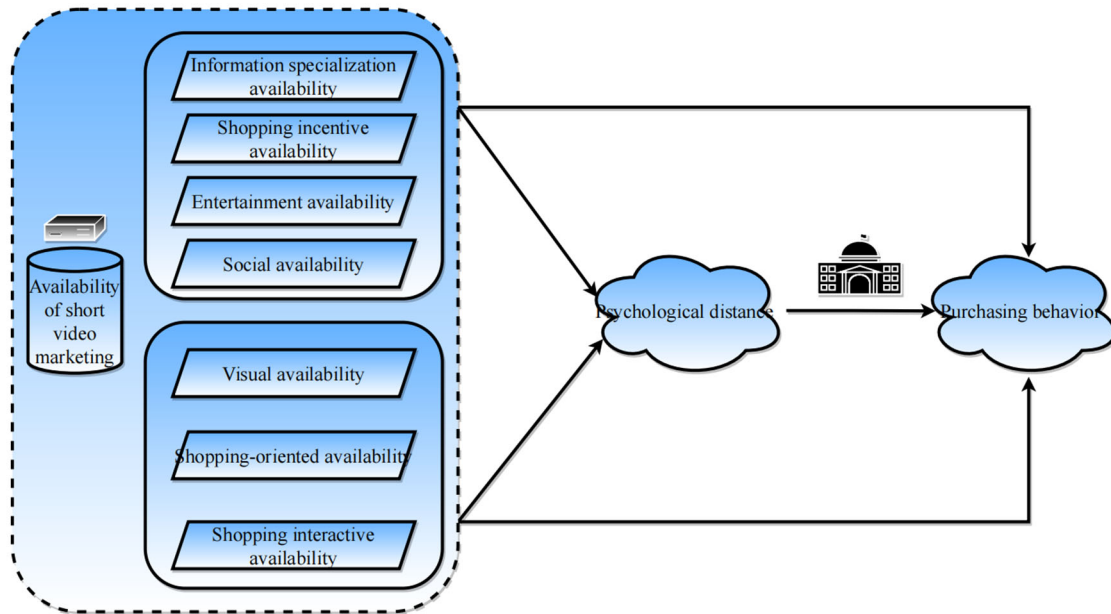 Information specialization
availability
Shopping incentive
availability
Entertainment availability
Social availability
Availability
of short
video
marketing
Visual availability
Shopping-oriented availability
Shopping interactive
availability
Psychological distance
Purchasing behavior